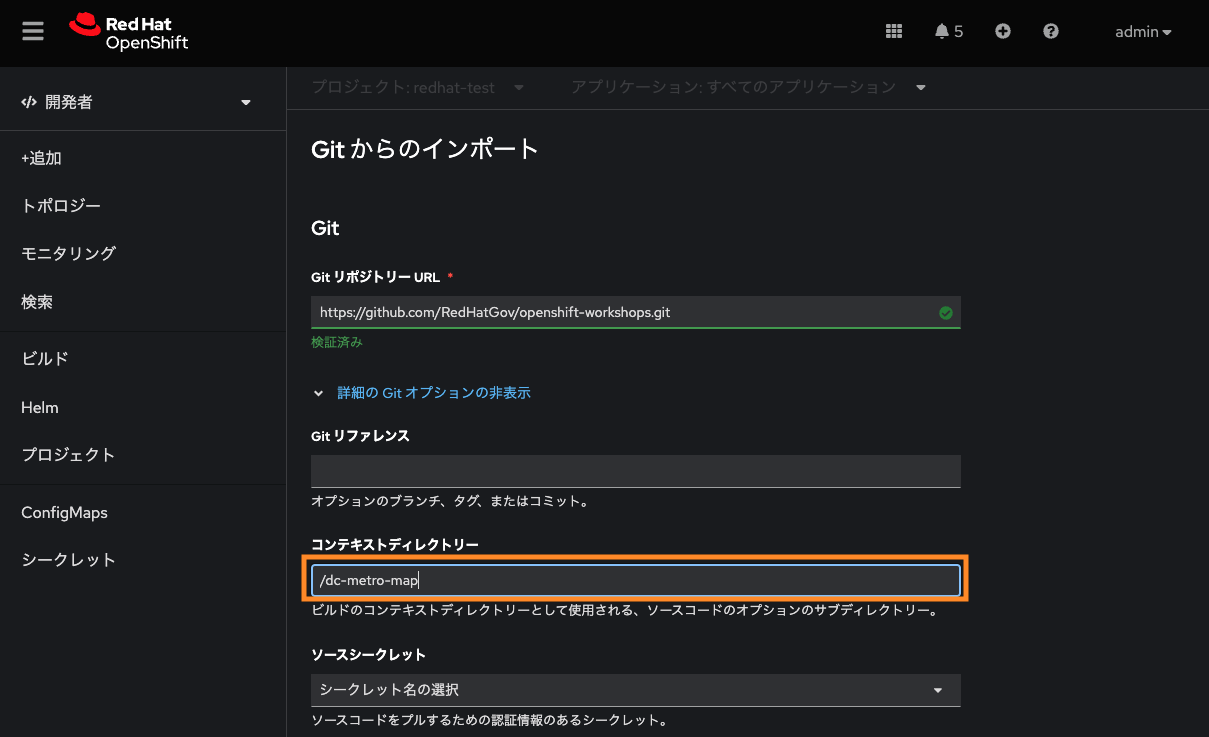 Red Hat
OpenShift
5
admin
開発者
プロジェクト: redhat-test
アプリケーション: すべてのアプリケーション
+追加
トポロジー
モニタリング
検索
ビルド
Helm
プロジェクト
ConfigMaps
シークレット
Git からのインポート
Git
Git リポジトリー URL *
https://github.com/RedHatGov/openshift-workshops.git
検証済み
詳細の Git オプションの非表示
Git リファレンス
オプションのブランチ、タグ、またはコミット。
コンテキストディレクトリー
/dc-metro-map
ビルドのコンテキストディレクトリーとして使用される、ソースコードのオプションのサブディレクトリー。
ソースシークレット
シークレット名の選択
ソースコードをプルするための認証情報のあるシークレット。